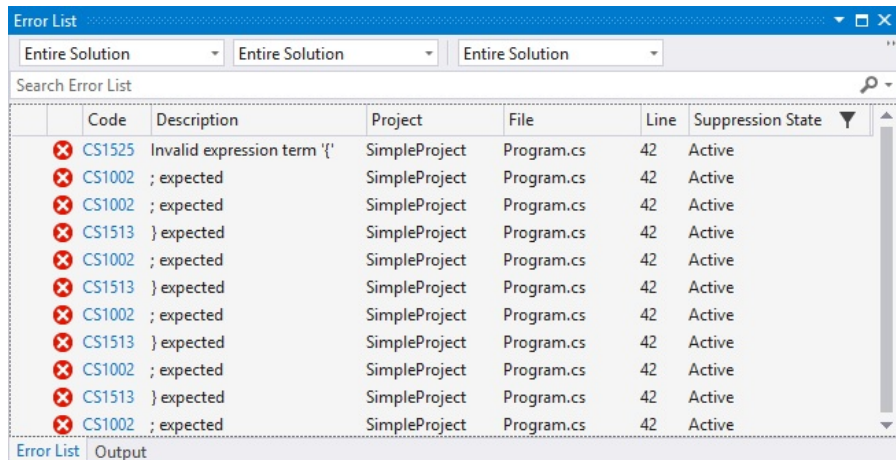 Error List
Entire Solution Entire Solution Entire Solution
Search Error List
Code Description Project File Line Suppression State
CS1525 Invalid expression term '{' SimpleProject Program.cs 42 Active
CS1002 ; expected SimpleProject Program.cs 42 Active
CS1002 ; expected SimpleProject Program.cs 42 Active
CS1513 } expected SimpleProject Program.cs 42 Active
CS1002 ; expected SimpleProject Program.cs 42 Active
CS1513 } expected SimpleProject Program.cs 42 Active
CS1002 ; expected SimpleProject Program.cs 42 Active
CS1513 } expected SimpleProject Program.cs 42 Active
CS1002 ; expected SimpleProject Program.cs 42 Active
CS1513 } expected SimpleProject Program.cs 42 Active
CS1002 ; expected SimpleProject Program.cs 42 Active
Error List Output